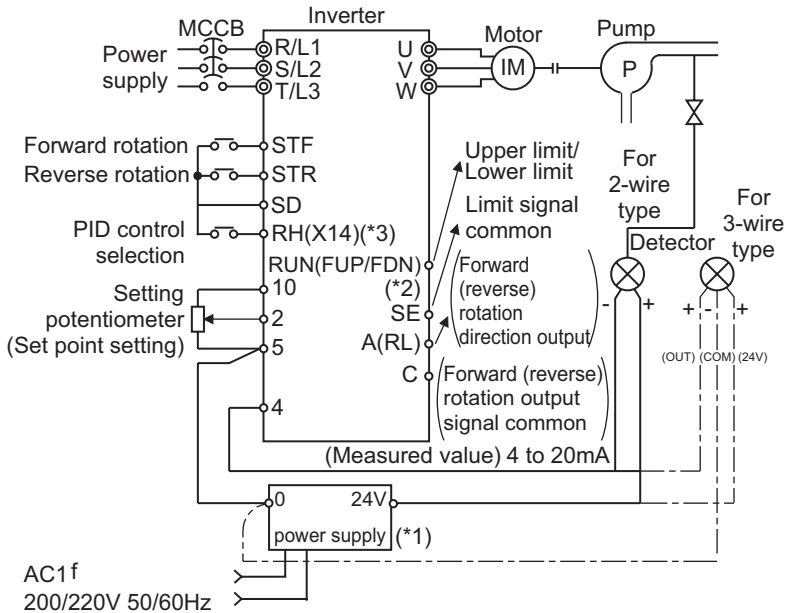 Inverter
MCCB
Power
supply
R/L1
S/L2
T/L3
U
V
W
Motor
IM
Pump
P
Forward rotation
STF
Reverse rotation
STR
SD
PID control
selection
RH(X14)(*3)
RUN(FUP/FDN)
(*2)
SE
A(RL)
C
Upper limit/
Lower limit
Limit signal
common
Forward
(reverse)
rotation
direction output
Forward (reverse)
rotation output
signal common
For
2-wire
type
For
3-wire
type
Detector
- +
+ - +
(OUT) (COM) (24V)
Setting
potentiometer
(Set point setting)
10
2
5
4
(Measured value) 4 to 20mA
0 24V
power supply (*1)
AC1f
200/220V 50/60Hz